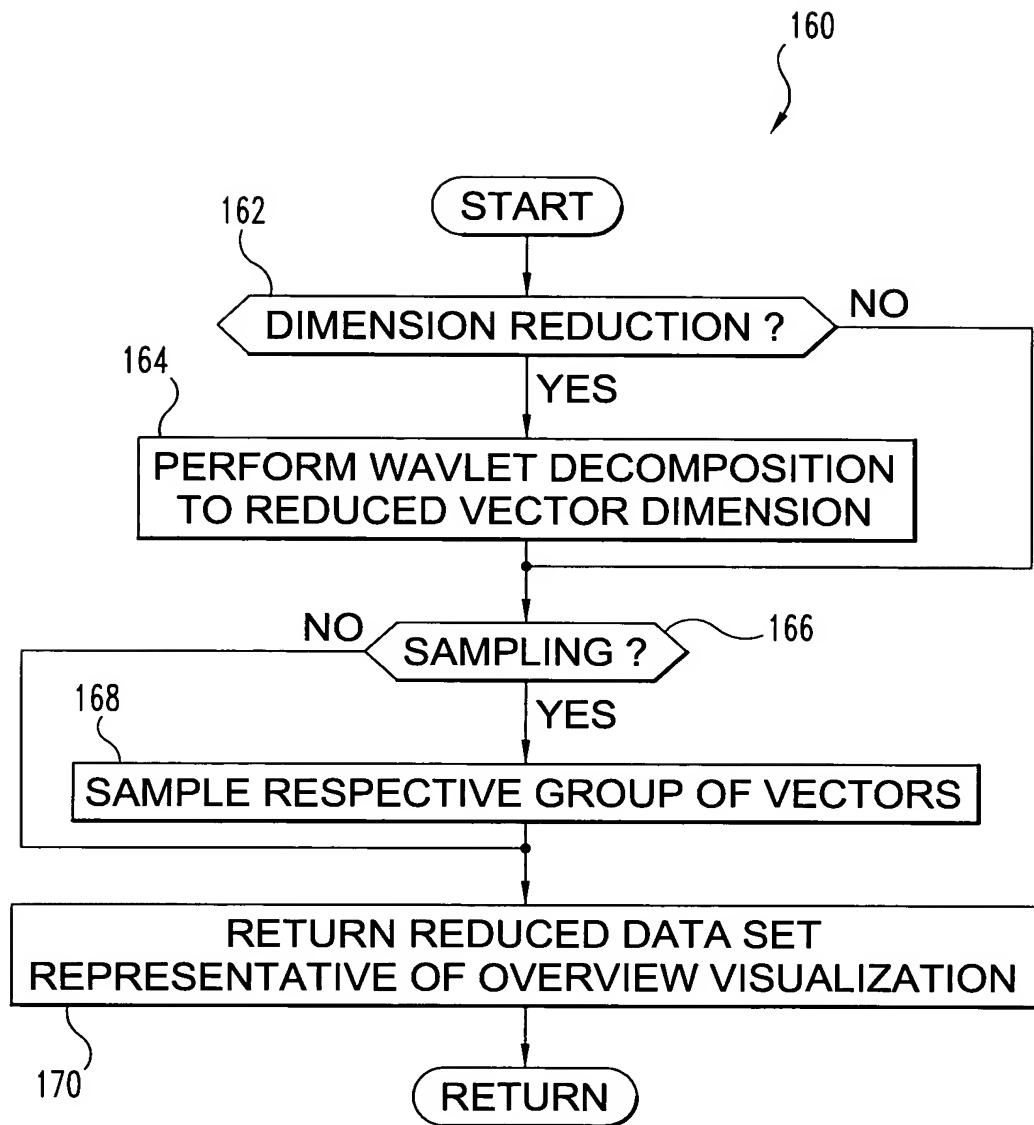 160
START
162
DIMENSION REDUCTION ?
NO
164
YES
PERFORM WAVLET DECOMPOSITION
TO REDUCED VECTOR DIMENSION
NO
SAMPLING ?
166
168
YES
SAMPLE RESPECTIVE GROUP OF VECTORS
RETURN REDUCED DATA SET
REPRESENTATIVE OF OVERVIEW VISUALIZATION
170
RETURN